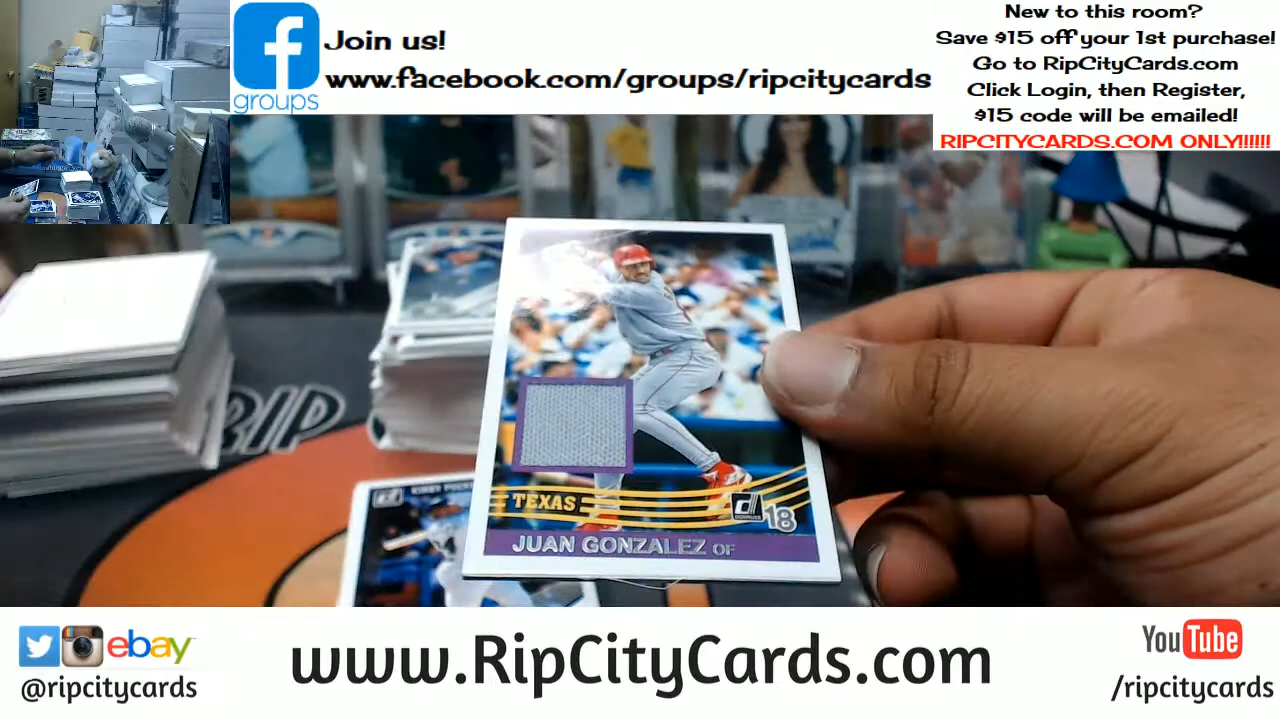 Join us!
www.facebook.com/groups/ripcitycards
f
groups
New to this room?
Save $15 off your 1st purchase!
Go to RipCityCards.com
Click Login, then Register,
$15 code will be emailed!
RIPCITYCARDS.COM ONLY!!!!!!
RIP
TEXAS
DONRUSS
18
JUAN GONZALEZ OF
ebay
@ripcitycards
www.RipCityCards.com
YouTube
/ripcitycards